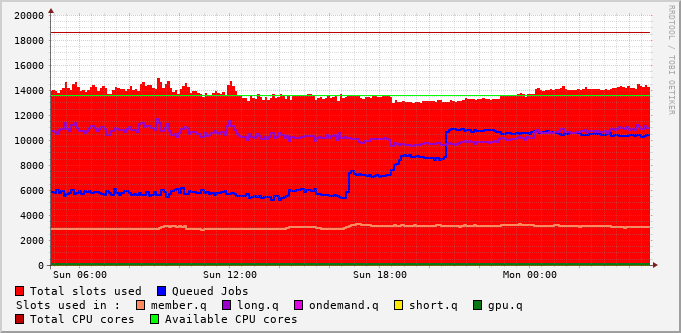 RRDTOOL / TOBI OETIKER
20000
18000
16000
14000
12000
10000
8000
6000
4000
2000
0
Sun 06:00 Sun 12:00 Sun 18:00 Mon 00:00
Total slots used Queued Jobs
Slots used in : member.q long.q ondemand.q short.q gpu.q
Total CPU cores Available CPU cores